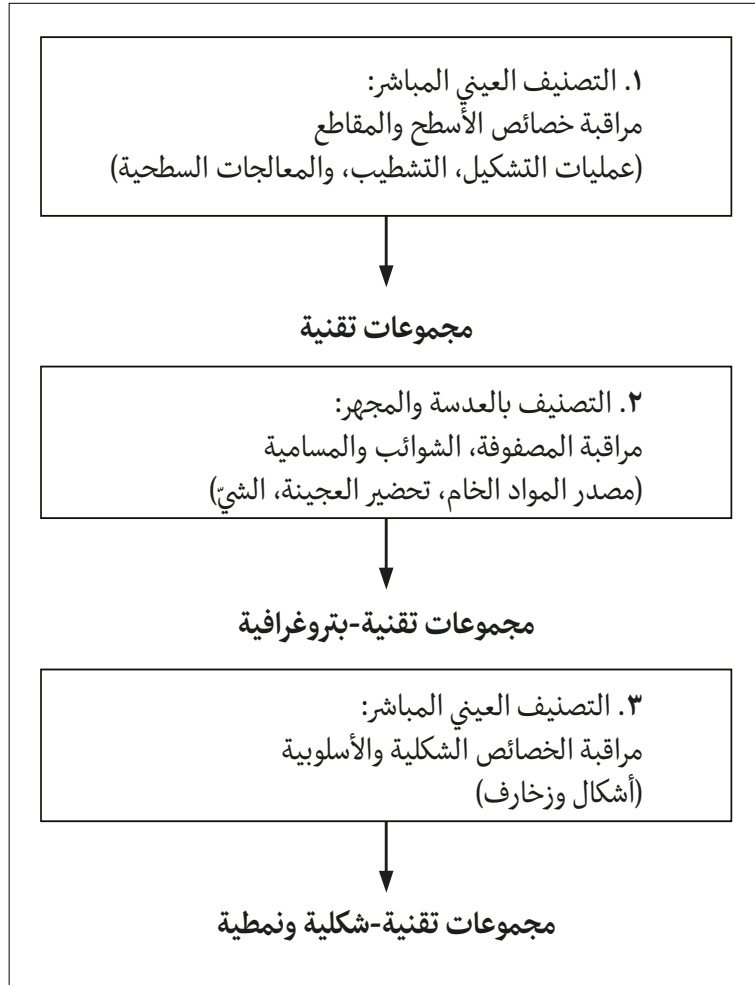 ١. التصنيف العيني المباشر:
مراقبة خصائص الأسطح والمقاطع
(عمليات التشكيل، التشطيب، والمعالجات السطحية)
مجموعات تقنية
٢. التصنيف بالعدسة والمجهر:
مراقبة المصفوفة، الشوائب والمسامية
(مصدر المواد الخام، تحضير العجينة، الشيّ)
مجموعات تقنية-بتروغرافية
٣. التصنيف العيني المباشر:
مراقبة الخصائص الشكلية والأسلوبية
(أشكال وزخارف)
مجموعات تقنية-شكلية ونمطية